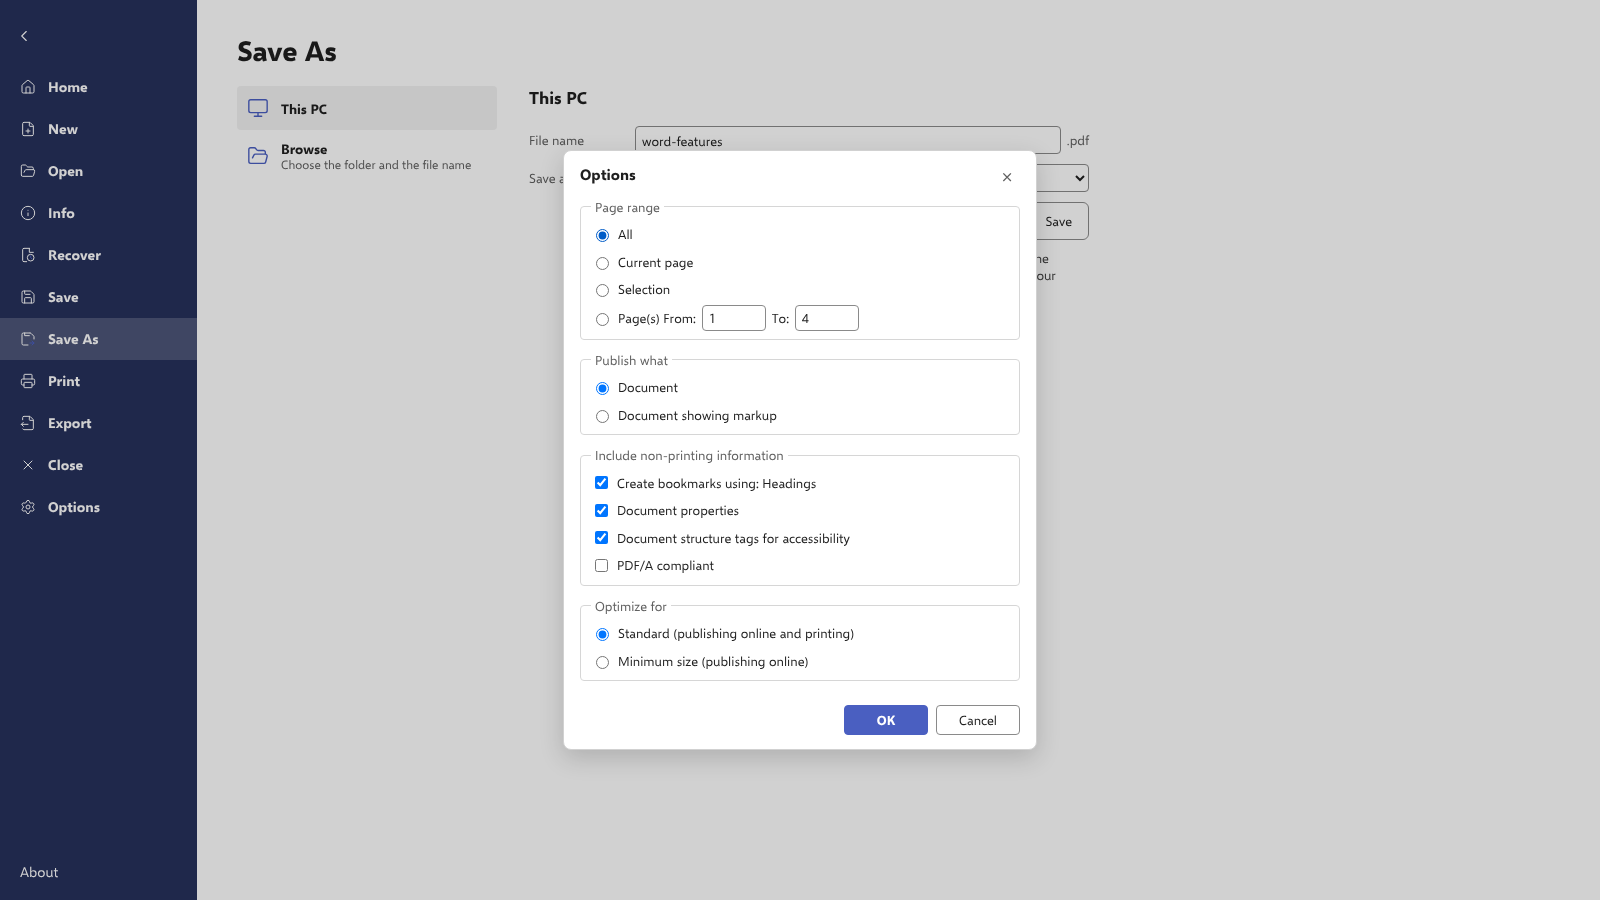 Home
New
Open
Info
Recover
Save
Save As
Print
Export
Close
Options
About
Save As
This PC
Browse
Choose the folder and the file name
This PC
File name
word-features
.pdf
Save
Save
Options
Page range
All
Current page
Selection
Page(s) From: 1 To: 4
Publish what
Document
Document showing markup
Include non-printing information
Create bookmarks using: Headings
Document properties
Document structure tags for accessibility
PDF/A compliant
Optimize for
Standard (publishing online and printing)
Minimum size (publishing online)
OK
Cancel